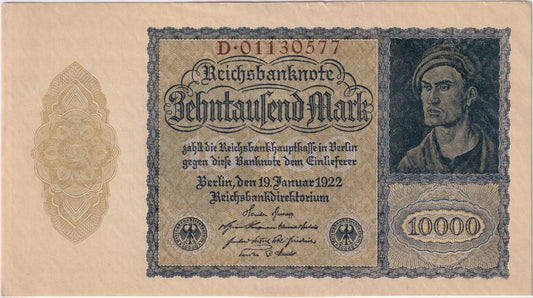 D·01130577
Reichsbanknote
Zehntausend Mark
zahlt die Reichsbankhauptkasse in Berlin
gegen diese Banknote dem Einlieferer
Berlin, den 19. Januar 1922
Reichsbankdirektorium
10000